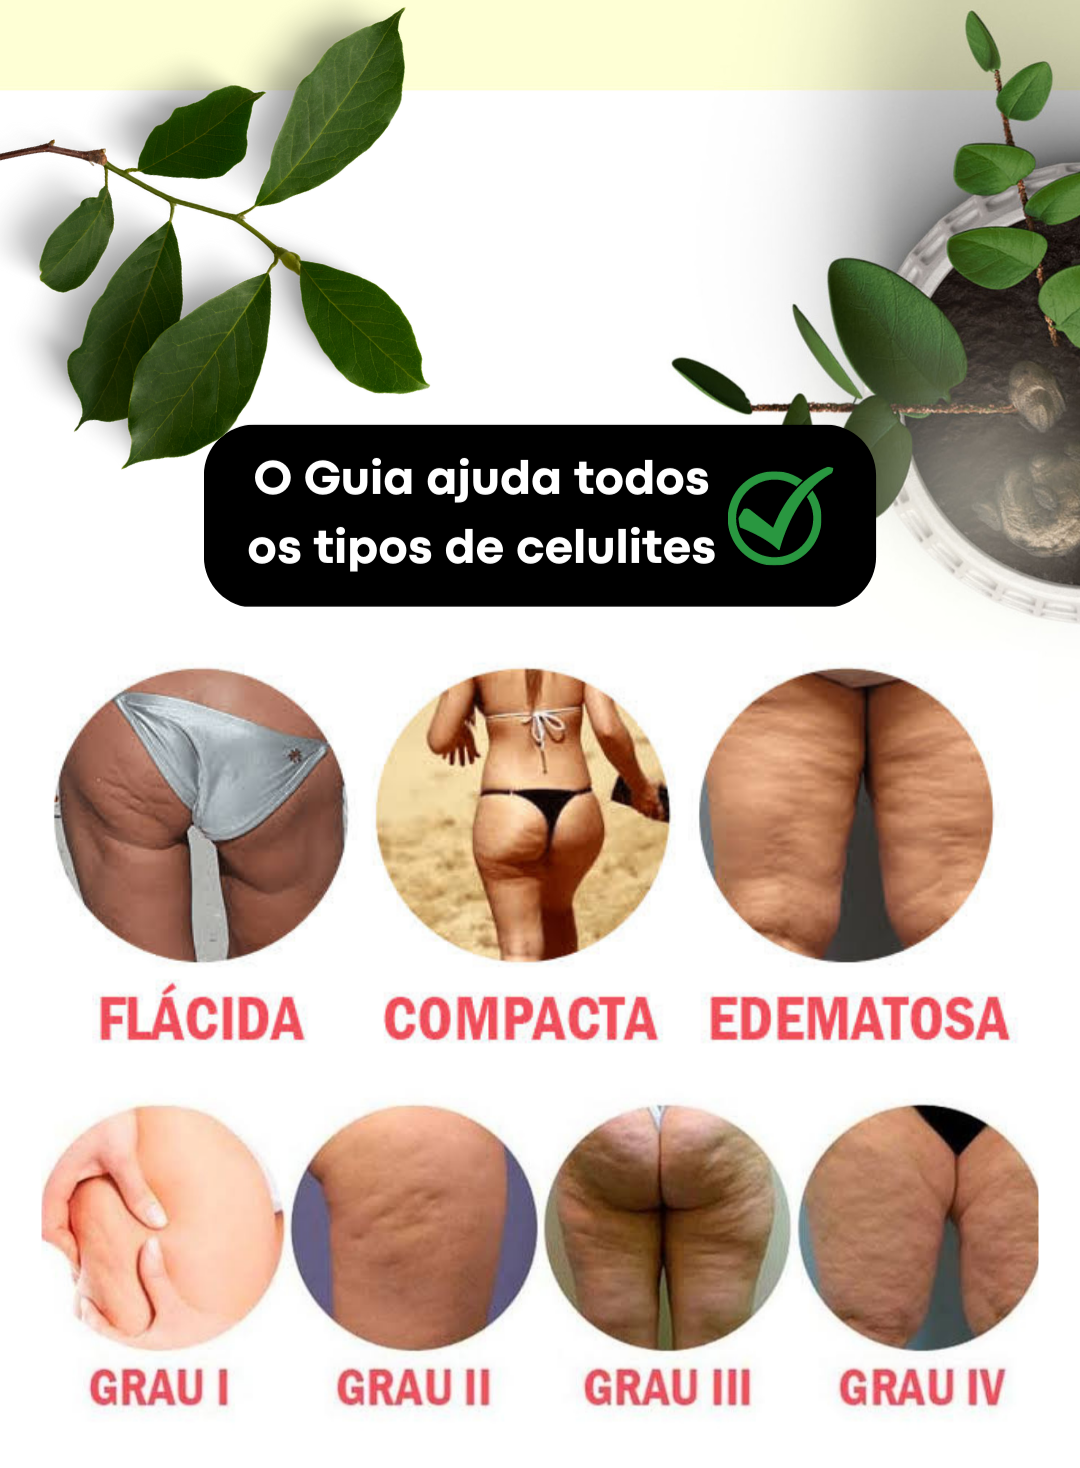 O Guia ajuda todos
os tipos de celulites
FLÁCIDA COMPACTA EDEMATOSA
GRAU I GRAU II GRAU III GRAU IV